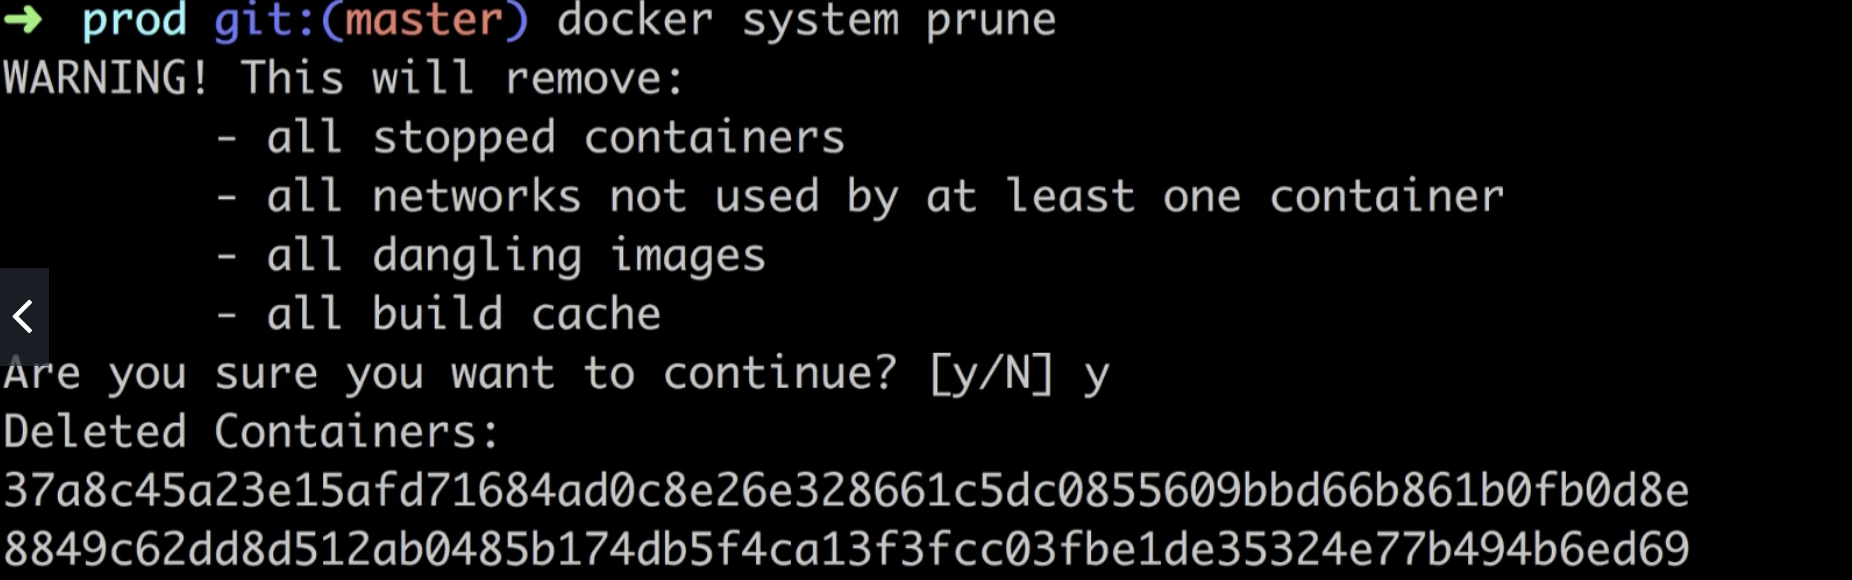 ➜ prod git:(master) docker system prune
WARNING! This will remove:
- all stopped containers
- all networks not used by at least one container
- all dangling images
- all build cache
Are you sure you want to continue? [y/N] y
Deleted Containers:
37a8c45a23e15afd71684ad0c8e26e328661c5dc0855609bbd66b861b0fb0d8e
8849c62dd8d512ab0485b174db5f4ca13f3fcc03fbe1de35324e77b494b6ed69